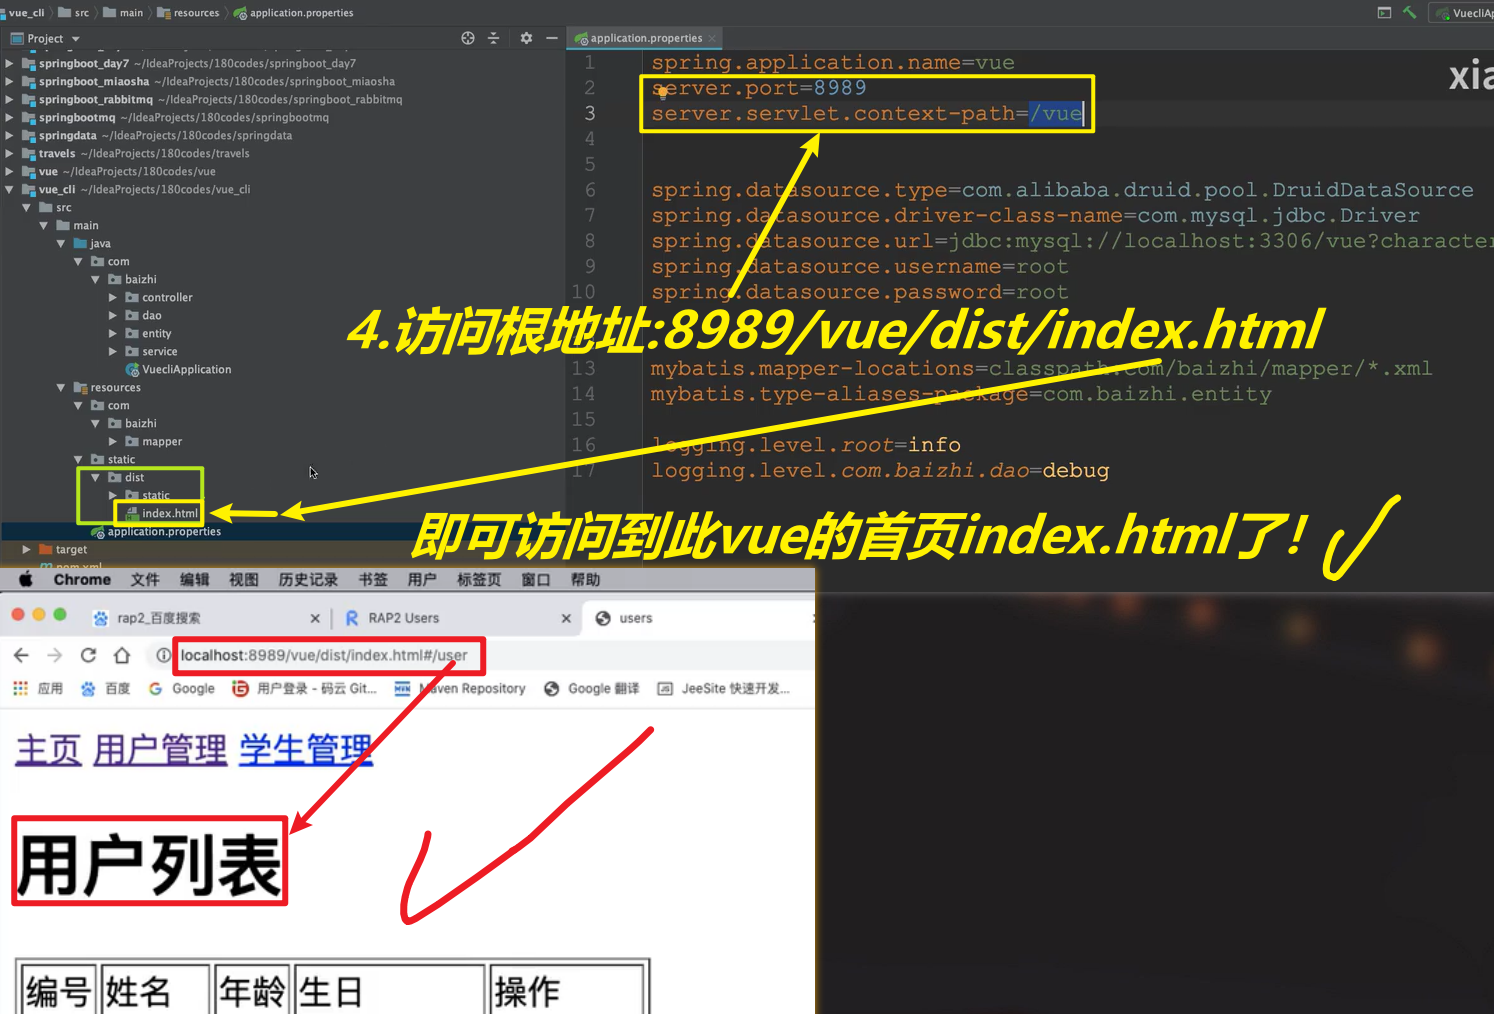 vue_cli src main resources application.properties
Project
application.properties
springboot_day7 ~/IdeaProjects/180codes/springboot_day7
springboot_miaosha ~/IdeaProjects/180codes/springboot_miaosha
springboot_rabbitmq ~/IdeaProjects/180codes/springboot_rabbitmq
springbootmq ~/IdeaProjects/180codes/springbootmq
springdata ~/IdeaProjects/180codes/springdata
travels ~/IdeaProjects/180codes/travels
vue ~/IdeaProjects/180codes/vue
vue_cli ~/IdeaProjects/180codes/vue_cli
src
main
java
com
baizhi
controller
dao
entity
service
VuecliApplication
resources
com
baizhi
mapper
static
dist
static
index.html
application.properties
target
pom.xml
1 spring.application.name=vue
2 server.port=8989
3 server.servlet.context-path=/vue
4
5
6 spring.datasource.type=com.alibaba.druid.pool.DruidDataSource
7 spring.datasource.driver-class-name=com.mysql.jdbc.Driver
8 spring.datasource.url=jdbc:mysql://localhost:3306/vue?character
9 spring.datasource.username=root
10 spring.datasource.password=root
4.访问根地址:8989/vue/dist/index.html
13 mybatis.mapper-locations=classpath:com/baizhi/mapper/*.xml
14 mybatis.type-aliases-package=com.baizhi.entity
15
16 logging.level.root=info
17 logging.level.com.baizhi.dao=debug
即可访问到此vue的首页index.html了!
Chrome 文件 编辑 视图 历史记录 书签 用户 标签页 窗口 帮助
rap2_百度搜索 RAP2 Users users
localhost:8989/vue/dist/index.html#/user
应用 百度 Google 用户登录 - 码云 Git... Maven Repository Google 翻译 JeeSite 快速开发...
主页 用户管理 学生管理
用户列表
编号 姓名 年龄 生日 操作